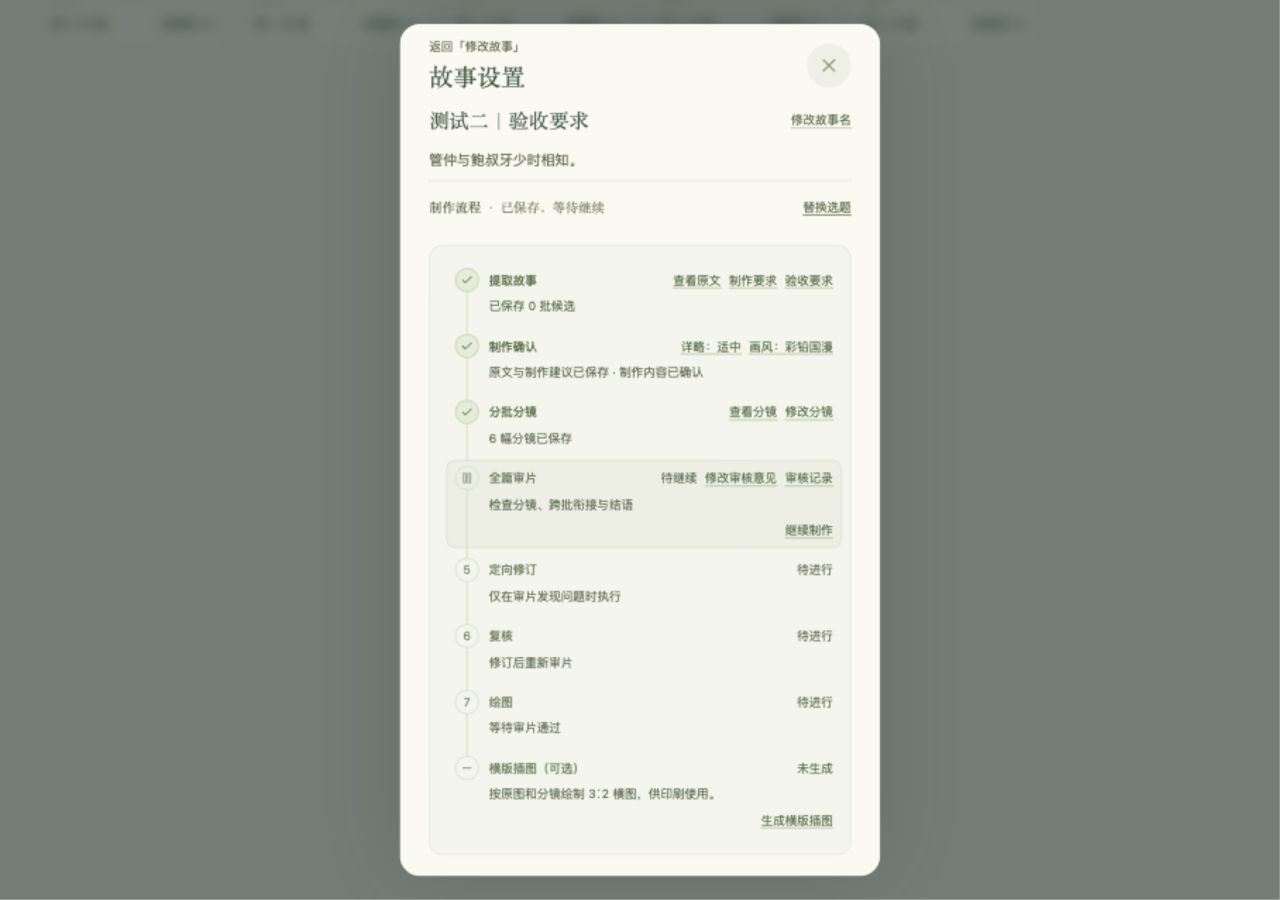 返回「修改故事」
故事设置
测试二｜验收要求 修改故事名
管仲与鲍叔牙少时相知。
制作流程 · 已保存，等待继续 替换选题
提取故事 查看原文 制作要求 验收要求
已保存 0 批候选
制作确认 详略：适中 画风：彩铅国漫
原文与制作建议已保存 · 制作内容已确认
分批分镜 查看分镜 修改分镜
6 幅分镜已保存
全篇审片 待继续 修改审核意见 审核记录
检查分镜、跨批衔接与结语
继续制作
5 定向修订 待进行
仅在审片发现问题时执行
6 复核 待进行
修订后重新审片
7 绘图 待进行
等待审片通过
横版插图（可选） 未生成
按原图和分镜绘制 3:2 横图，供印刷使用。
生成横版插图